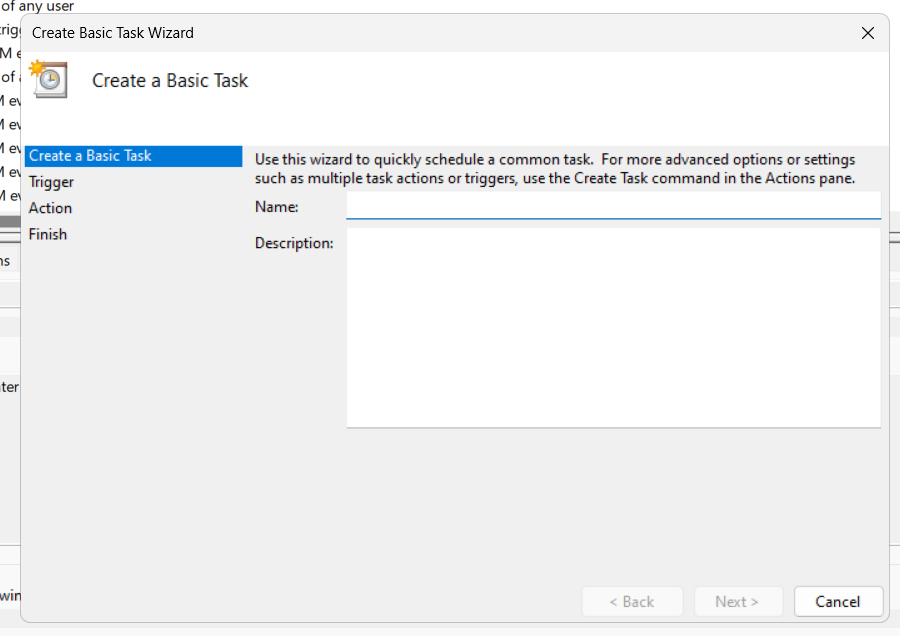 of any user
Create Basic Task Wizard
M e
of a
Create a Basic Task
M ev
M ev
M ev
M ev
M ev
Create a Basic Task
Trigger
Action
Finish
Use this wizard to quickly schedule a common task. For more advanced options or settings
such as multiple task actions or triggers, use the Create Task command in the Actions pane.
Name:
Description:
ns
ter
win
< Back
Next >
Cancel